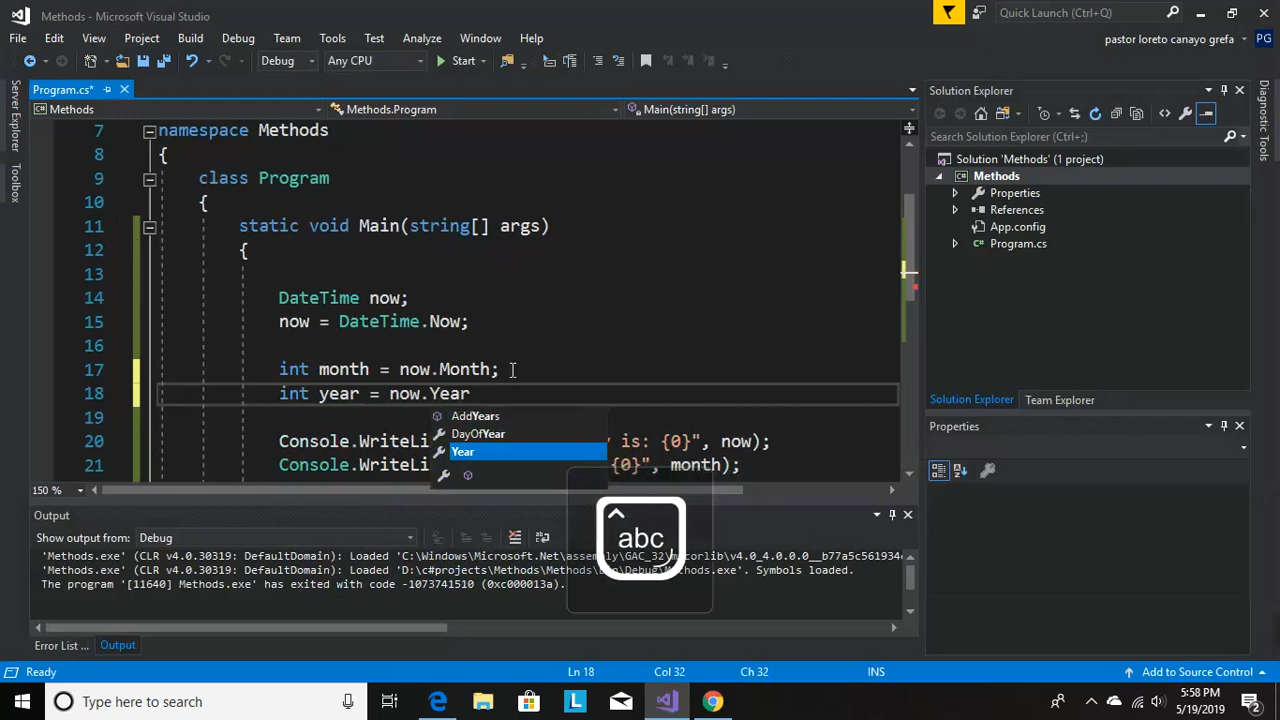 Methods - Microsoft Visual Studio
Quick Launch (Ctrl+Q)
File Edit View Project Build Debug Team Tools Test Analyze Window Help
pastor loreto canayo grefa
PG
Debug Any CPU Start
Server Explorer
Toolbox
Program.cs*
Methods Methods.Program Main(string[] args)
7 namespace Methods
8 {
9 class Program
10 {
11 static void Main(string[] args)
12 {
13
14 DateTime now;
15 now = DateTime.Now;
16
17 int month = now.Month;
18 int year = now.Year
19
20 Console.WriteLi y is: {0}", now);
21 Console.WriteLi {0}", month);
AddYears
DayOfYear
Year
150 %
abc
Output
Show output from: Debug
'Methods.exe' (CLR v4.0.30319: DefaultDomain): Loaded 'C:\Windows\Microsoft.Net\assembly\GAC_32\mscorlib\v4.0_4.0.0.0__b77a5c561934
'Methods.exe' (CLR v4.0.30319: DefaultDomain): Loaded 'D:\c#projects\Methods\Methods\bin\Debug\Methods.exe'. Symbols loaded.
The program '[11640] Methods.exe' has exited with code -1073741510 (0xc000013a).
Error List ... Output
Solution Explorer
Search Solution Explorer (Ctrl+;)
Solution 'Methods' (1 project)
Methods
Properties
References
App.config
Program.cs
Solution Explorer Team Explorer
Properties
Diagnostic Tools
Ready Ln 18 Col 32 Ch 32 INS Add to Source Control
Type here to search
5:58 PM
5/19/2019
2